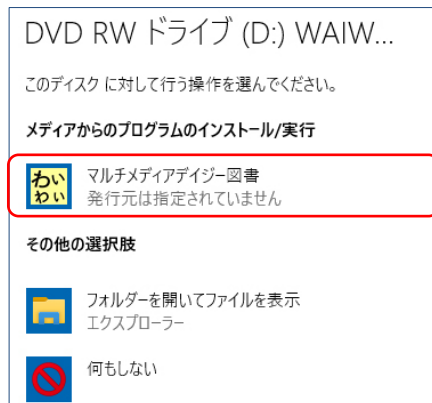 DVD RW ドライブ (D:) WAIW...
このディスク に対して行う操作を選んでください。
メディアからのプログラムのインストール/実行
わい
わい
マルチメディアデイジー図書
発行元は指定されていません
その他の選択肢
フォルダーを開いてファイルを表示
エクスプローラー
何もしない